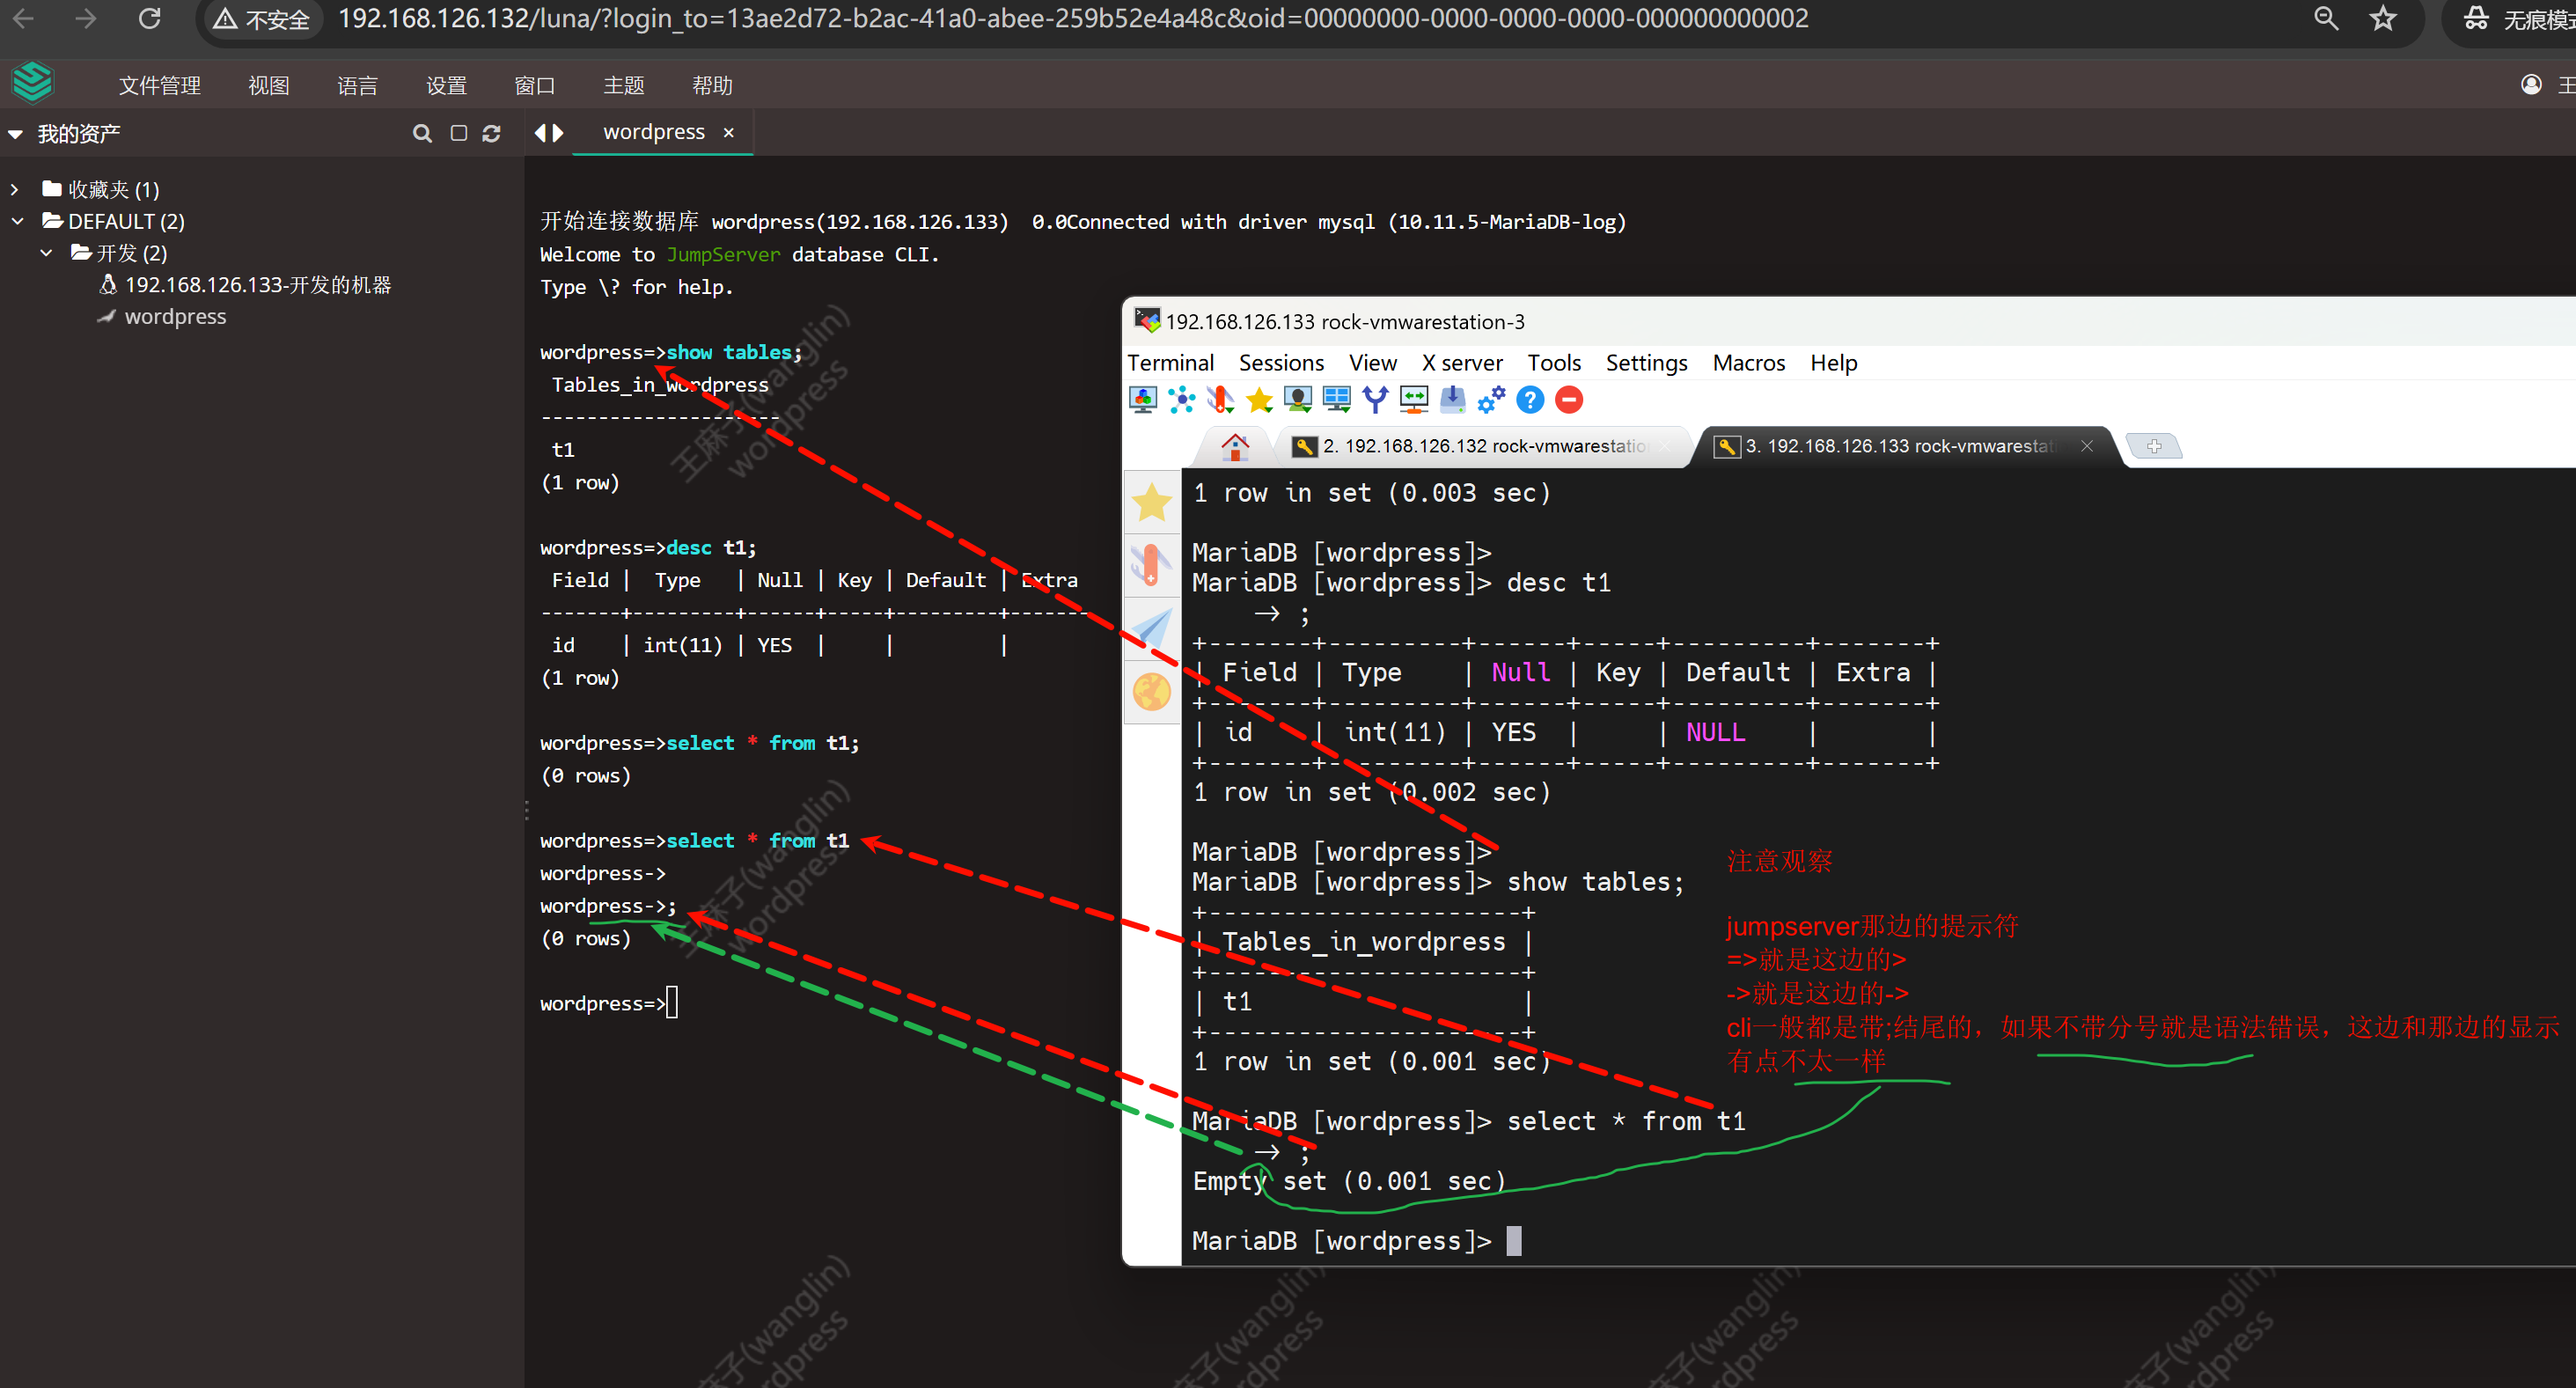 不安全 192.168.126.132/luna/?login_to=13ae2d72-b2ac-41a0-abee-259b52e4a48c&oid=00000000-0000-0000-0000-000000000002
文件管理 视图 语言 设置 窗口 主题 帮助
我的资产
wordpress ×
收藏夹 (1)
DEFAULT (2)
开发 (2)
192.168.126.133-开发的机器
wordpress
开始连接数据库 wordpress(192.168.126.133)  0.0Connected with driver mysql (10.11.5-MariaDB-log)
Welcome to JumpServer database CLI.
Type \? for help.
wordpress=>show tables;
Tables_in_wordpress
---------------------
t1
(1 row)
wordpress=>desc t1;
Field |  Type   | Null | Key | Default | Extra
-------+---------+------+-----+---------+-------
id    | int(11) | YES  |     |         |
(1 row)
wordpress=>select * from t1;
(0 rows)
wordpress=>select * from t1
wordpress->
wordpress->;
(0 rows)
wordpress=>
192.168.126.133 rock-vmwarestation-3
Terminal Sessions View X server Tools Settings Macros Help
2. 192.168.126.132 rock-vmwarestatio
3. 192.168.126.133 rock-vmwarestat
1 row in set (0.003 sec)
MariaDB [wordpress]>
MariaDB [wordpress]> desc t1
-> ;
+-------+---------+------+-----+---------+-------+
| Field | Type    | Null | Key | Default | Extra |
+-------+---------+------+-----+---------+-------+
| id    | int(11) | YES  |     | NULL    |       |
+-------+---------+------+-----+---------+-------+
1 row in set (0.002 sec)
MariaDB [wordpress]>
MariaDB [wordpress]> show tables;
+---------------------+
| Tables_in_wordpress |
+---------------------+
| t1                  |
+---------------------+
1 row in set (0.001 sec)
MariaDB [wordpress]> select * from t1
-> ;
Empty set (0.001 sec)
MariaDB [wordpress]>
注意观察
jumpserver那边的提示符
=>就是这边的>
->就是这边的->
cli一般都是带;结尾的，如果不带分号就是语法错误，这边和那边的显示
有点不太一样
王麻子(wanglin)
wordpress
王麻子(wanglin)
wordpress